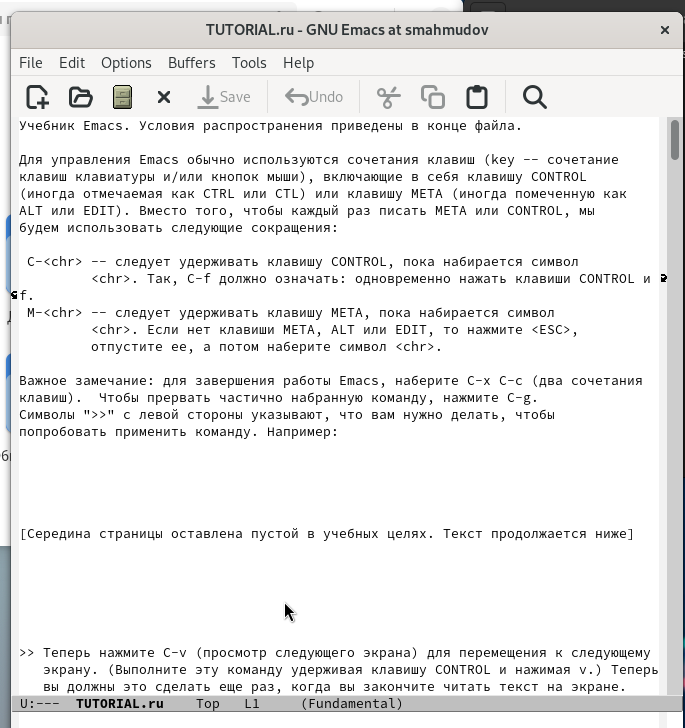 TUTORIAL.ru - GNU Emacs at smahmudov
File Edit Options Buffers Tools Help
Save Undo
Учебник Emacs. Условия распространения приведены в конце файла.
Для управления Emacs обычно используются сочетания клавиш (key -- сочетание
клавиш клавиатуры и/или кнопок мыши), включающие в себя клавишу CONTROL
(иногда отмечаемая как CTRL или CTL) или клавишу META (иногда помеченную как
ALT или EDIT). Вместо того, чтобы каждый раз писать META или CONTROL, мы
будем использовать следующие сокращения:
C-<chr> -- следует удерживать клавишу CONTROL, пока набирается символ
<chr>. Так, C-f должно означать: одновременно нажать клавиши CONTROL и
f.
M-<chr> -- следует удерживать клавишу META, пока набирается символ
<chr>. Если нет клавиши META, ALT или EDIT, то нажмите <ESC>,
отпустите ее, а потом наберите символ <chr>.
Важное замечание: для завершения работы Emacs, наберите C-x C-c (два сочетания
клавиш).  Чтобы прервать частично набранную команду, нажмите C-g.
Символы ">>" с левой стороны указывают, что вам нужно делать, чтобы
попробовать применить команду. Например:
[Середина страницы оставлена пустой в учебных целях. Текст продолжается ниже]
>> Теперь нажмите C-v (просмотр следующего экрана) для перемещения к следующему
экрану. (Выполните эту команду удерживая клавишу CONTROL и нажимая v.) Теперь
вы должны это сделать еще раз, когда вы закончите читать текст на экране.
U:--- TUTORIAL.ru Top L1 (Fundamental)